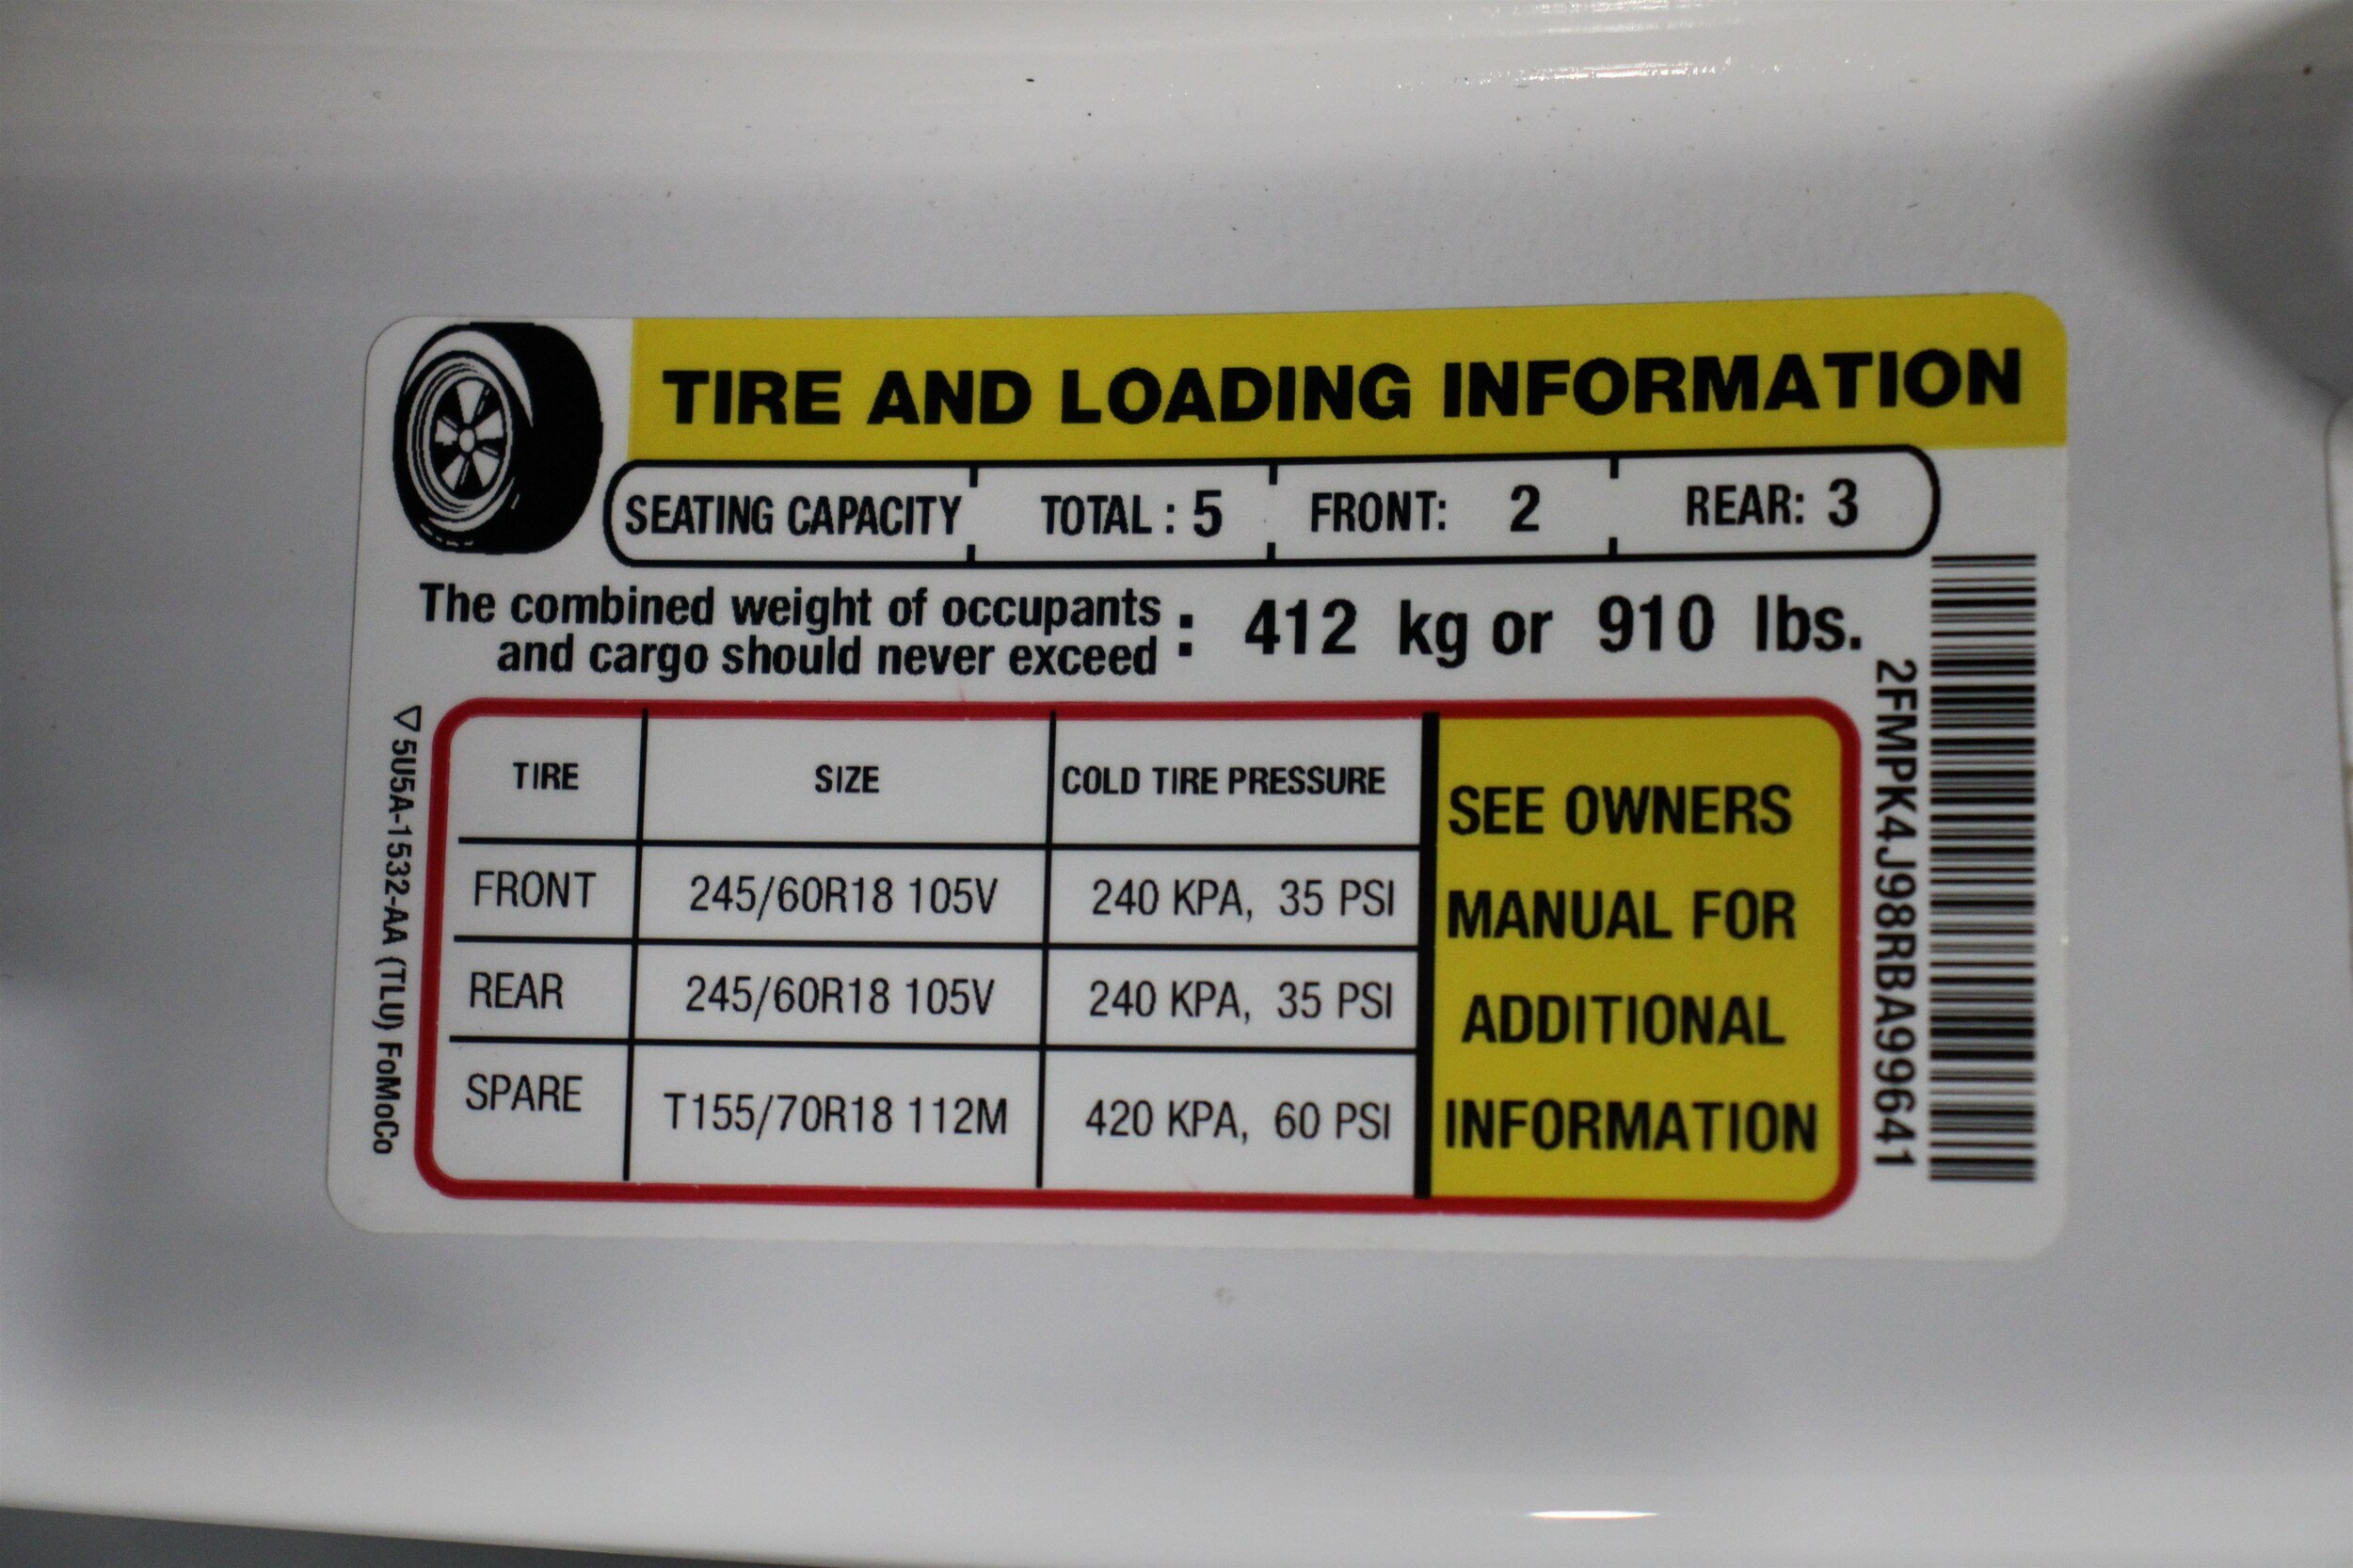 TIRE AND LOADING INFORMATION
SEATING CAPACITY TOTAL : 5 FRONT: 2 REAR: 3
The combined weight of occupants
and cargo should never exceed : 412 kg or 910 lbs.
TIRE SIZE COLD TIRE PRESSURE
FRONT 245/60R18 105V 240 KPA, 35 PSI
REAR 245/60R18 105V 240 KPA, 35 PSI
SPARE T155/70R18 112M 420 KPA, 60 PSI
SEE OWNERS
MANUAL FOR
ADDITIONAL
INFORMATION
5U5A-1532-AA (TLU) FoMoCo
2FMPK4J98RBA99641